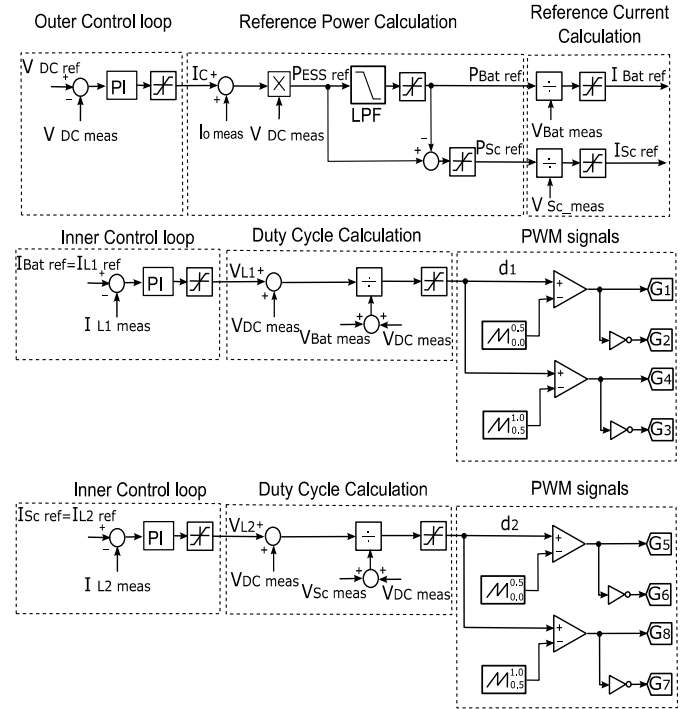 Outer Control loop
Reference Power Calculation
Reference Current Calculation
V DC ref
+
−
PI
V DC meas
IC +
+
Io meas
X
V DC meas
PESS ref
LPF
PBat ref
−
+
PSc ref
÷
VBat meas
I Bat ref
÷
V Sc_meas
ISc ref
Inner Control loop
Duty Cycle Calculation
PWM signals
IBat ref=IL1 ref
+
−
PI
I L1 meas
VL1 +
+
VDC meas
÷
VBat meas
+
+
VDC meas
d1
+
−
0.5
0.0
G1
G2
+
−
1.0
0.5
G4
G3
Inner Control loop
Duty Cycle Calculation
PWM signals
ISc ref=IL2 ref
+
−
PI
I L2 meas
VL2 +
+
VDC meas
÷
VSc meas
+
+
VDC meas
d2
+
−
0.5
0.0
G5
G6
+
−
1.0
0.5
G8
G7